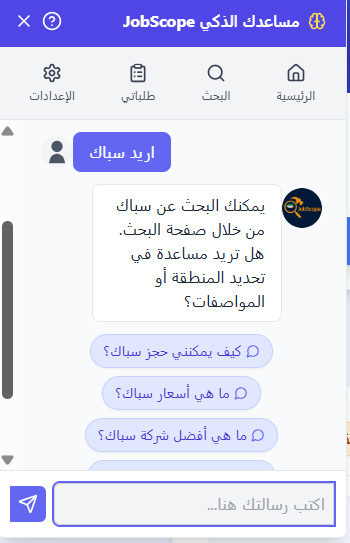 مساعدك الذكي JobScope
الرئيسية
البحث
طلباتي
الإعدادات
اريد سباك
JobScope
يمكنك البحث عن سباك
من خلال صفحة البحث.
هل تريد مساعدة في
تحديد المنطقة أو
المواصفات؟
كيف يمكنني حجز سباك؟
ما هي أسعار سباك؟
ما هي أفضل شركة سباك؟
اكتب رسالتك هنا...